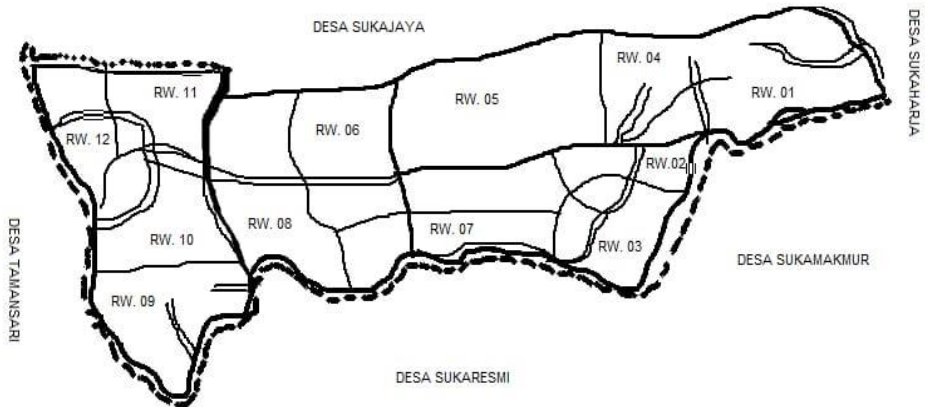 DESA SUKAJAYA
DESA SUKAHARJA
RW. 04
RW. 11
RW. 01
RW. 05
RW. 06
RW. 12
RW. 02
RW. 08
RW. 07
RW. 10
RW. 03
DESA TAMANSARI
DESA SUKAMAKMUR
RW. 09
DESA SUKARESMI